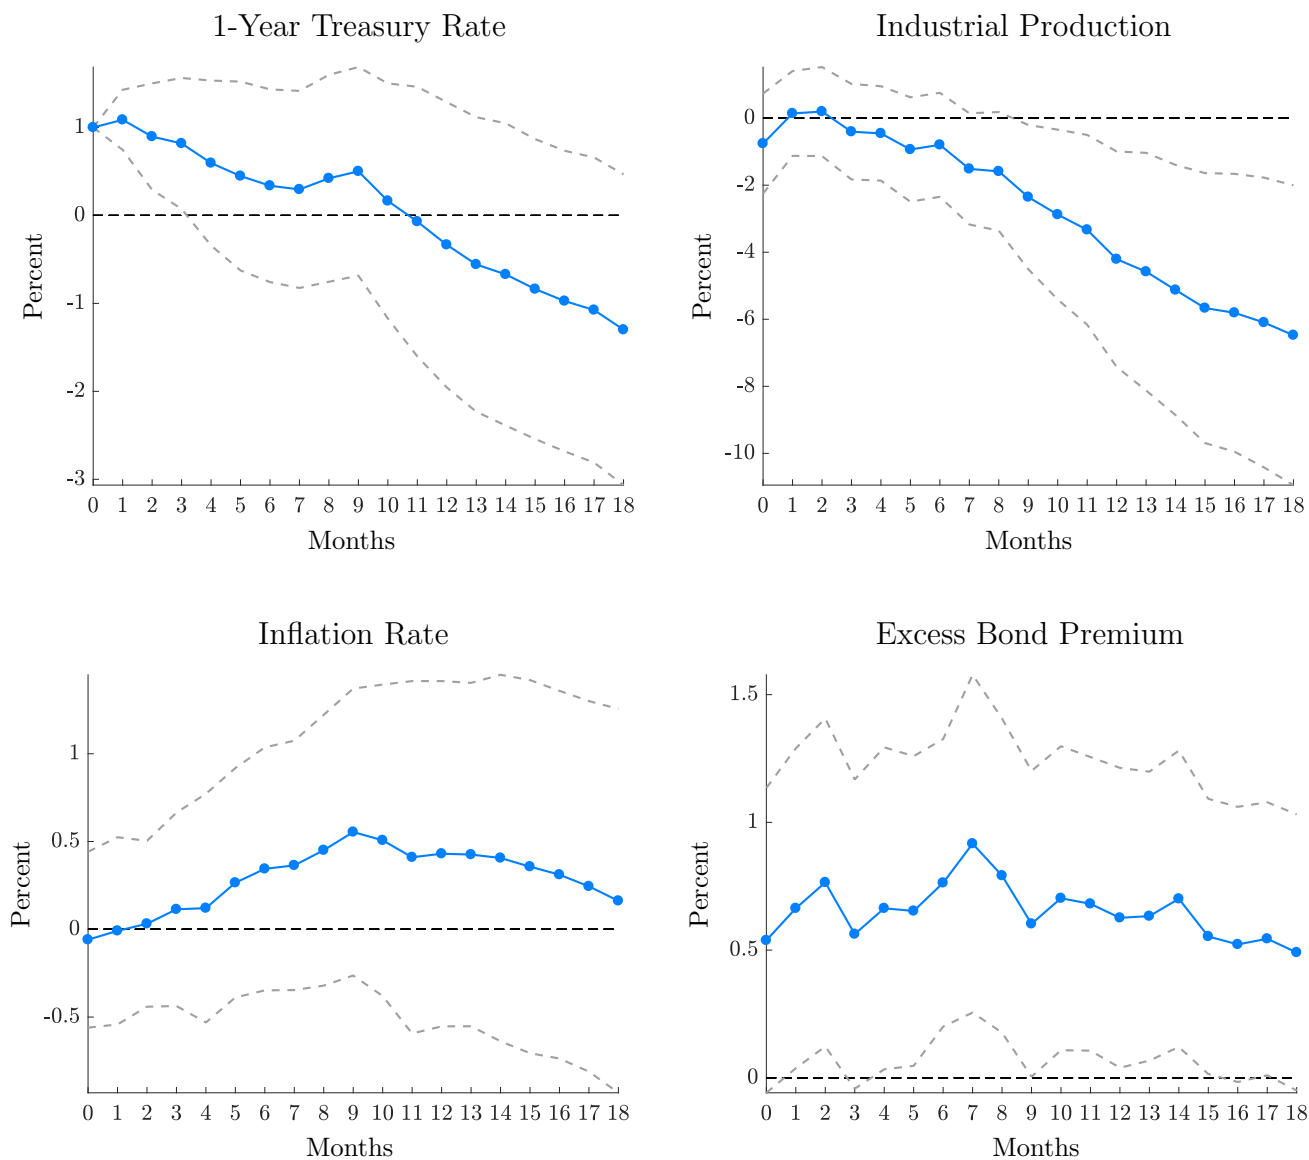 1-Year Treasury Rate
Percent
1
0
-1
-2
-3
0 1 2 3 4 5 6 7 8 9 10 11 12 13 14 15 16 17 18
Months
Industrial Production
Percent
0
-2
-4
-6
-8
-10
0 1 2 3 4 5 6 7 8 9 10 11 12 13 14 15 16 17 18
Months
Inflation Rate
Percent
1
0.5
0
-0.5
0 1 2 3 4 5 6 7 8 9 10 11 12 13 14 15 16 17 18
Months
Excess Bond Premium
Percent
1.5
1
0.5
0
0 1 2 3 4 5 6 7 8 9 10 11 12 13 14 15 16 17 18
Months